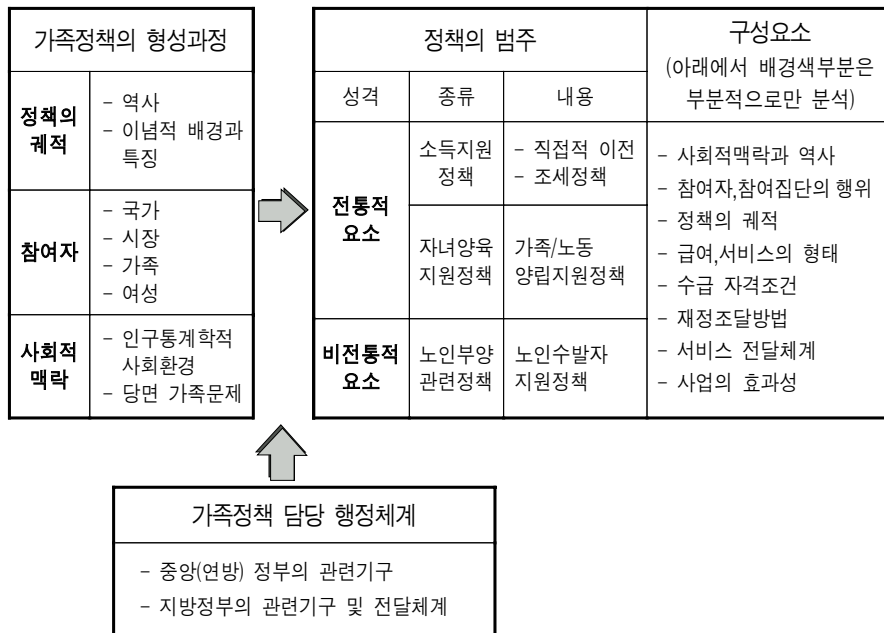 가족정책의 형성과정
정책의
궤적
- 역사
- 이념적 배경과
특징
참여자
- 국가
- 시장
- 가족
- 여성
사회적
맥락
- 인구통계학적
사회환경
- 당면 가족문제
정책의 범주
성격
종류
내용
전통적
요소
소득지원
정책
- 직접적 이전
- 조세정책
자녀양육
지원정책
가족/노동
양립지원정책
비전통적
요소
노인부양
관련정책
노인수발자
지원정책
구성요소
(아래에서 배경색부분은
부분적으로만 분석)
- 사회적맥락과 역사
- 참여자,참여집단의 행위
- 정책의 궤적
- 급여,서비스의 형태
- 수급 자격조건
- 재정조달방법
- 서비스 전달체계
- 사업의 효과성
가족정책 담당 행정체계
- 중앙(연방) 정부의 관련기구
- 지방정부의 관련기구 및 전달체계